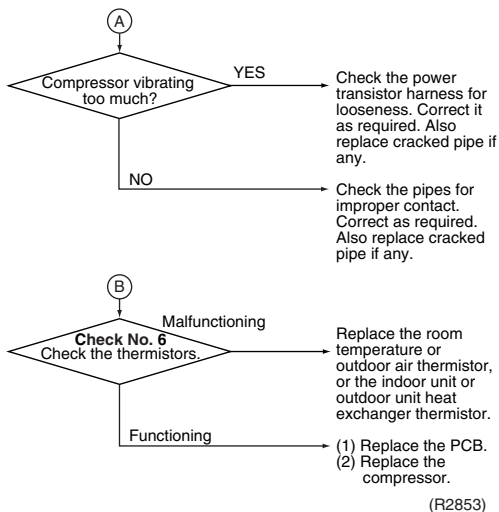 A
Compressor vibrating
too much?
YES
Check the power
transistor harness for
looseness. Correct it
as required. Also
replace cracked pipe if
any.
NO
Check the pipes for
improper contact.
Correct as required.
Also replace cracked
pipe if any.
B
Malfunctioning
Check No. 6
Check the thermistors.
Replace the room
temperature or
outdoor air thermistor,
or the indoor unit or
outdoor unit heat
exchanger thermistor.
Functioning
(1) Replace the PCB.
(2) Replace the
compressor.
(R2853)